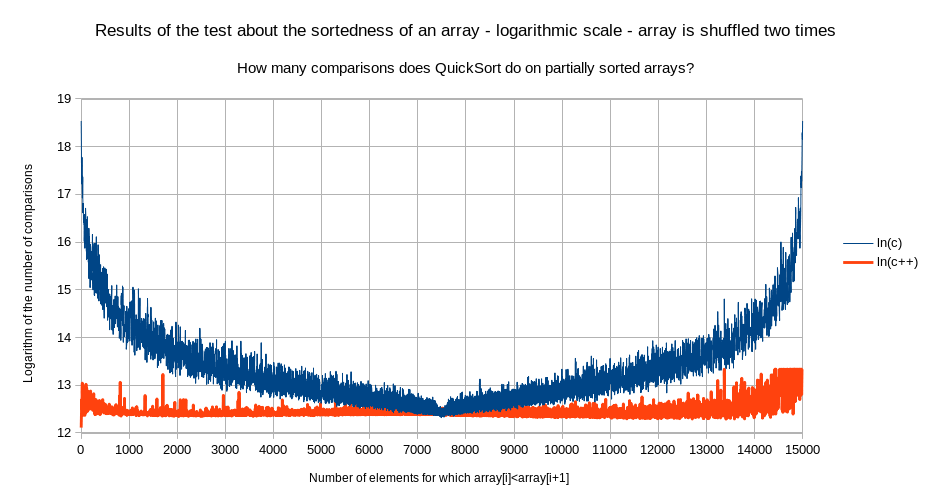 Results of the test about the sortedness of an array - logarithmic scale - array is shuffled two times
How many comparisons does QuickSort do on partially sorted arrays?
Logarithm of the number of comparisons
19
18
17
16
15
14
13
12
0 1000 2000 3000 4000 5000 6000 7000 8000 9000 10000 11000 12000 13000 14000 15000
Number of elements for which array[i]<array[i+1]
ln(c)
ln(c++)